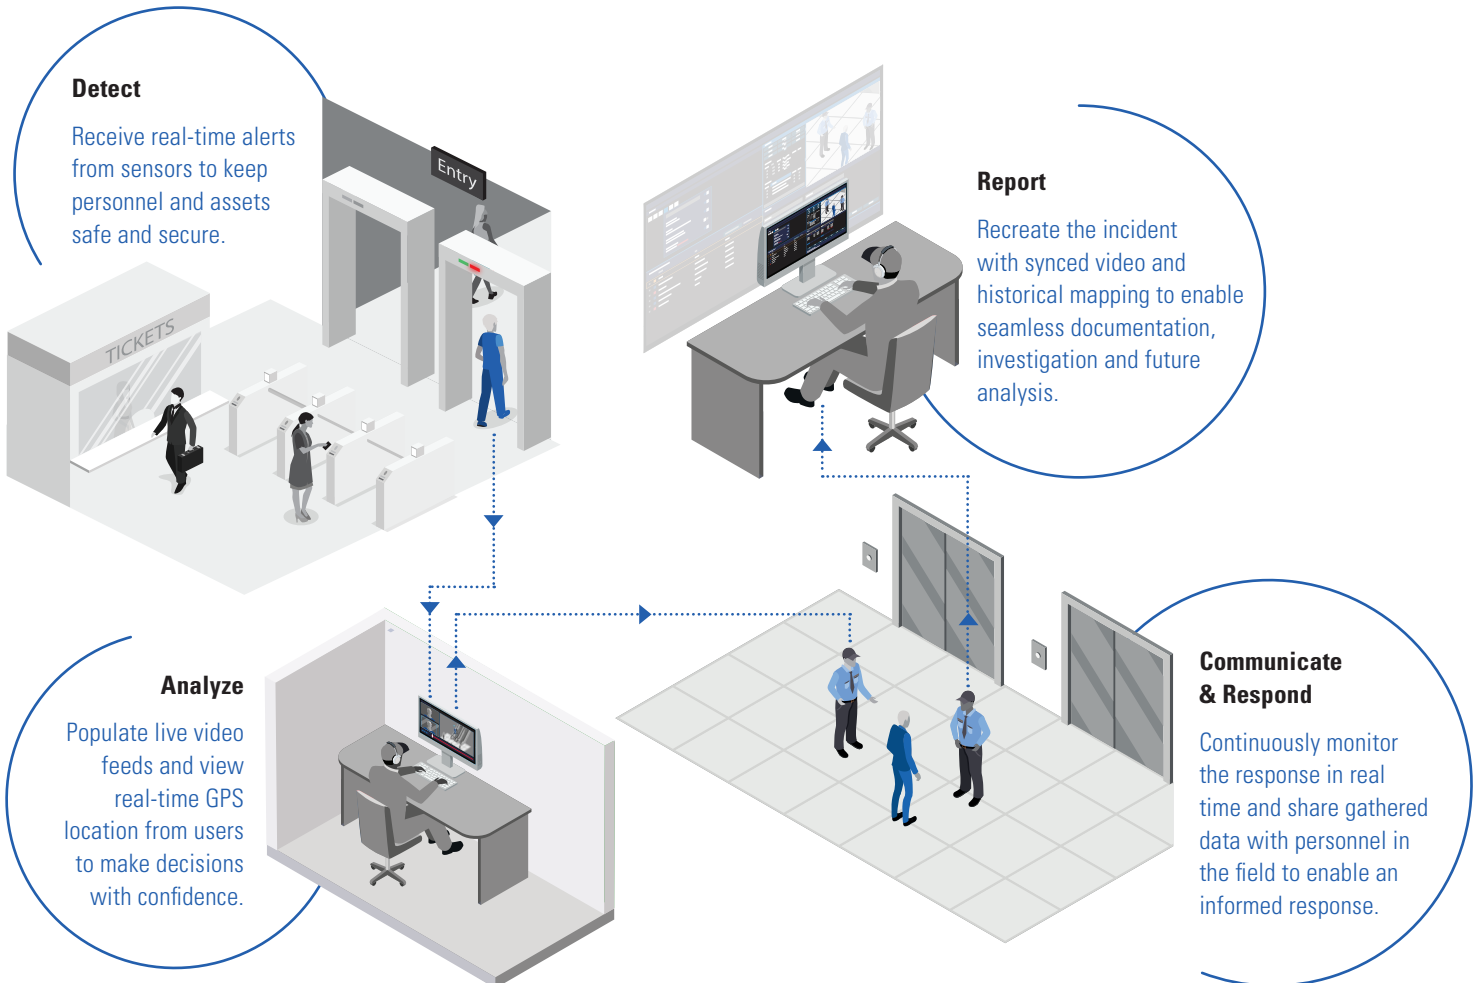 Detect
Receive real-time alerts
from sensors to keep
personnel and assets
safe and secure.
Entry
TICKETS
Report
Recreate the incident
with synced video and
historical mapping to enable
seamless documentation,
investigation and future
analysis.
Analyze
Populate live video
feeds and view
real-time GPS
location from users
to make decisions
with confidence.
Communicate
& Respond
Continuously monitor
the response in real
time and share gathered
data with personnel in
the field to enable an
informed response.